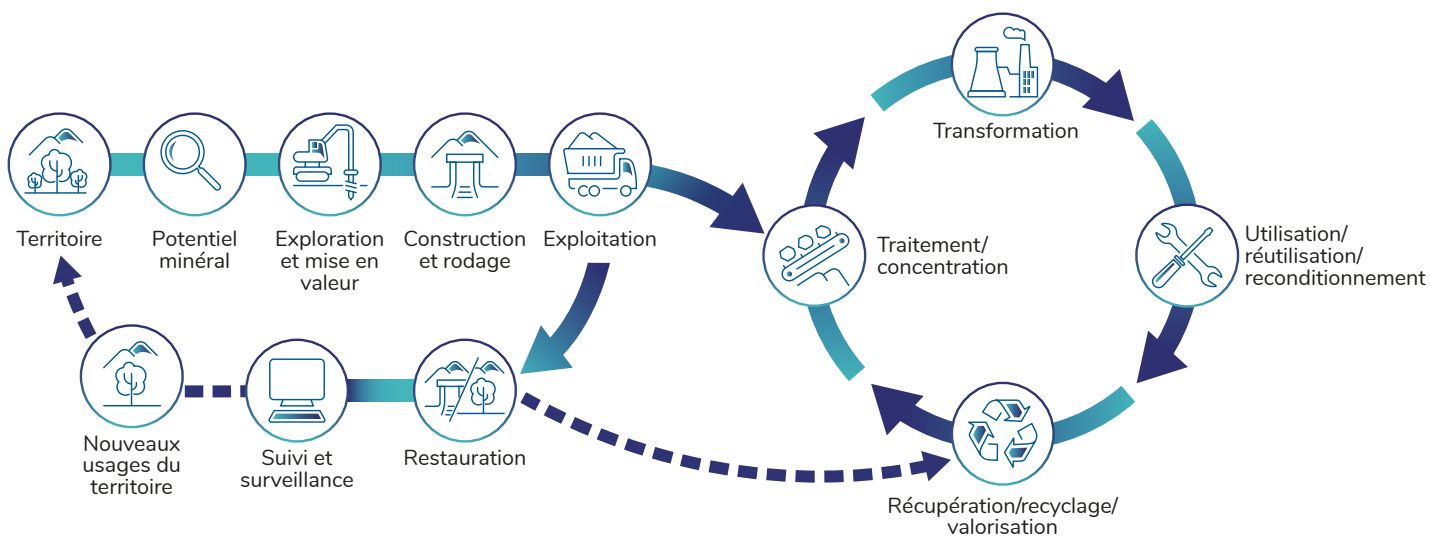 Territoire
Potentiel
minéral
Exploration
et mise en
valeur
Construction
et rodage
Exploitation
Traitement/
concentration
Transformation
Utilisation/
réutilisation/
reconditionnement
Récupération/recyclage/
valorisation
Restauration
Suivi et
surveillance
Nouveaux
usages du
territoire